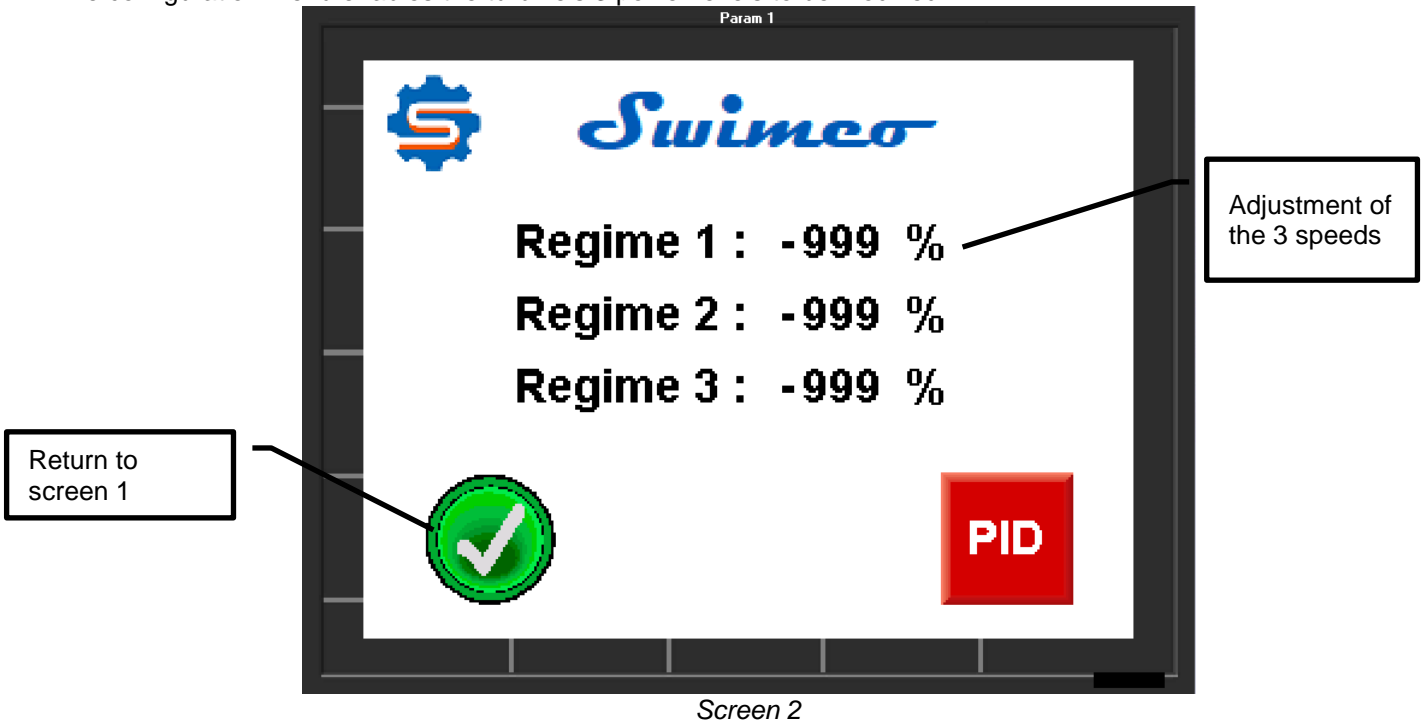 Param 1
Swimco
Regime 1 : -999 %
Adjustment of
the 3 speeds
Regime 2 : -999 %
Regime 3 : -999 %
Return to
screen 1
PID
Screen 2